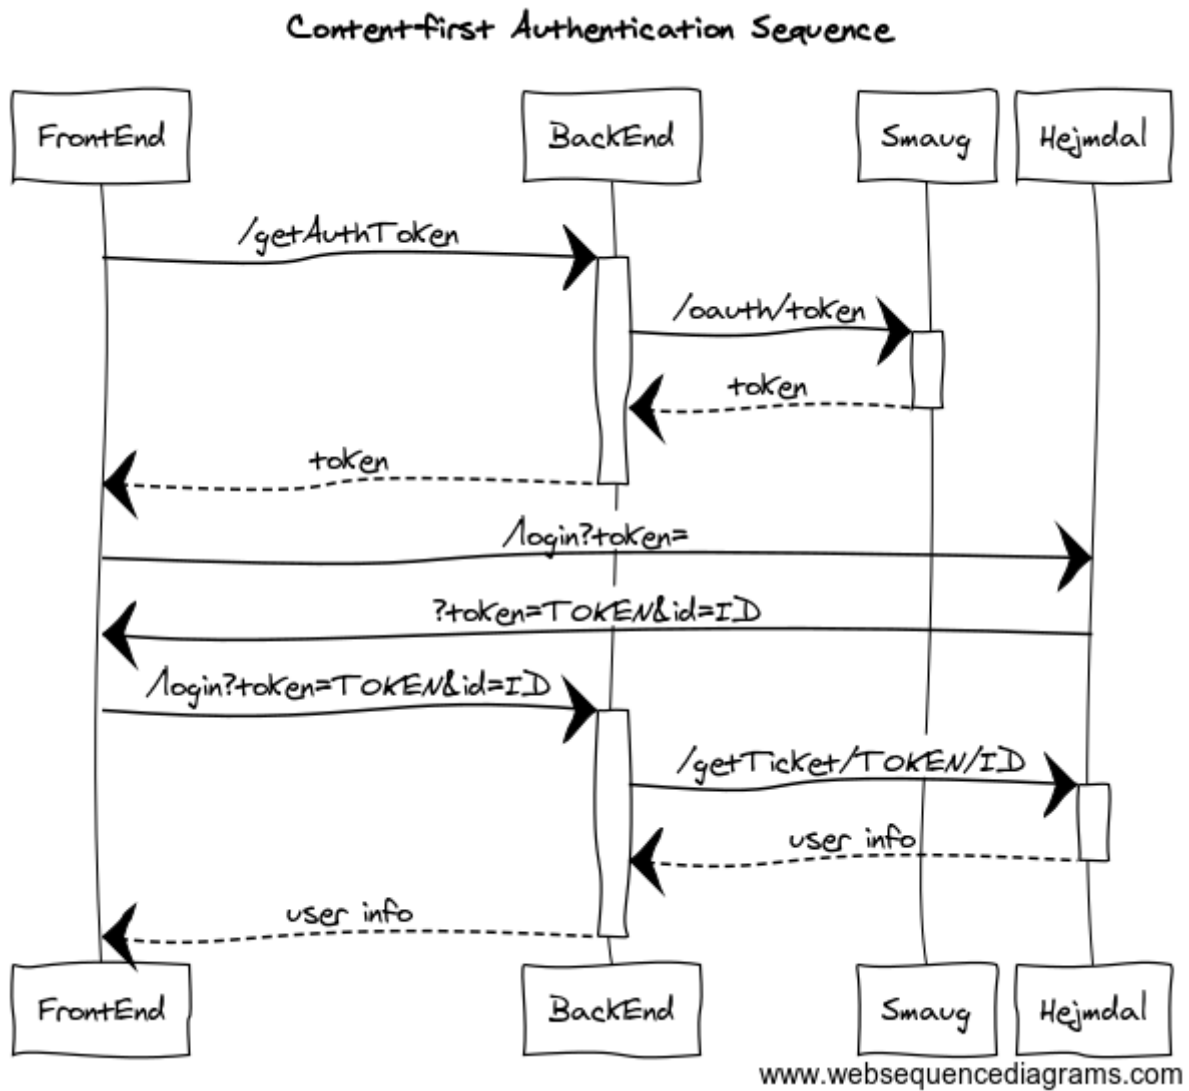 Content-first Authentication Sequence
FrontEnd BackEnd Smaug Hejmdal
/getAuthToken
/oauth/token
token
token
/login?token=
?token=TOKEN&id=ID
/login?token=TOKEN&id=ID
/getTicket/TOKEN/ID
user info
user info
FrontEnd BackEnd Smaug Hejmdal
www.websequencediagrams.com